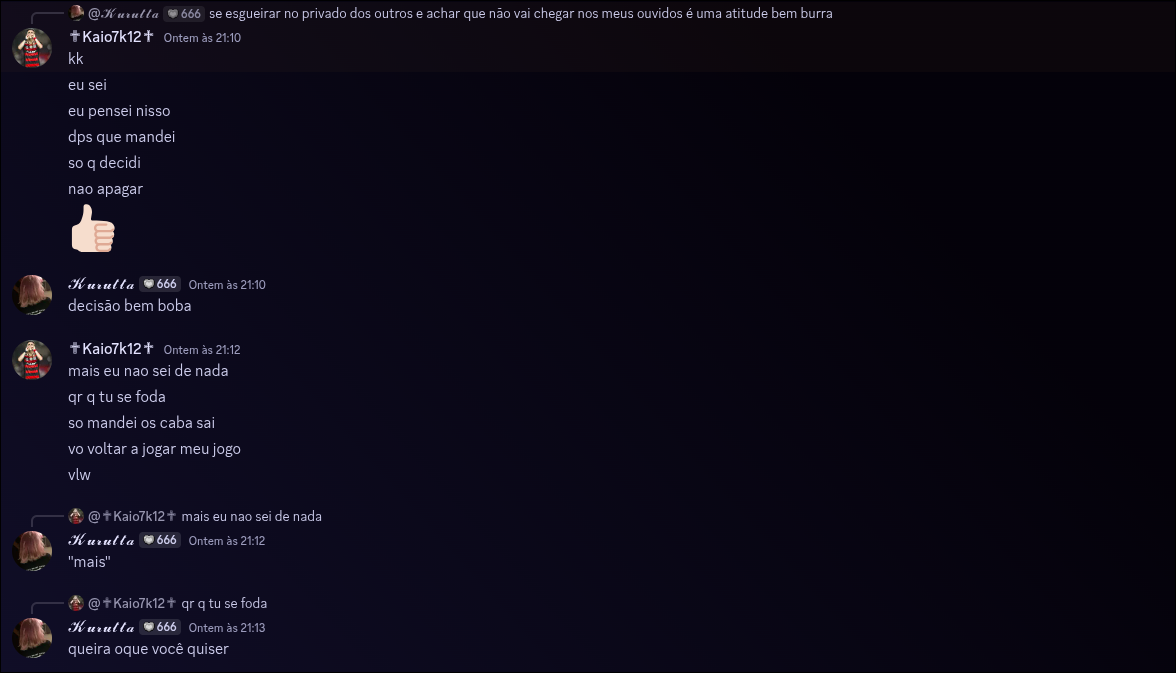 @𝒦𝓊𝓇𝓊𝓉𝓉𝒶 666 se esgueirar no privado dos outros e achar que não vai chegar nos meus ouvidos é uma atitude bem burra
✝Kaio7k12✝ Ontem às 21:10
kk
eu sei
eu pensei nisso
dps que mandei
so q decidi
nao apagar
𝒦𝓊𝓇𝓊𝓉𝓉𝒶 666 Ontem às 21:10
decisão bem boba
✝Kaio7k12✝ Ontem às 21:12
mais eu nao sei de nada
qr q tu se foda
so mandei os caba sai
vo voltar a jogar meu jogo
vlw
@✝Kaio7k12✝ mais eu nao sei de nada
𝒦𝓊𝓇𝓊𝓉𝓉𝒶 666 Ontem às 21:12
"mais"
@✝Kaio7k12✝ qr q tu se foda
𝒦𝓊𝓇𝓊𝓉𝓉𝒶 666 Ontem às 21:13
queira oque você quiser